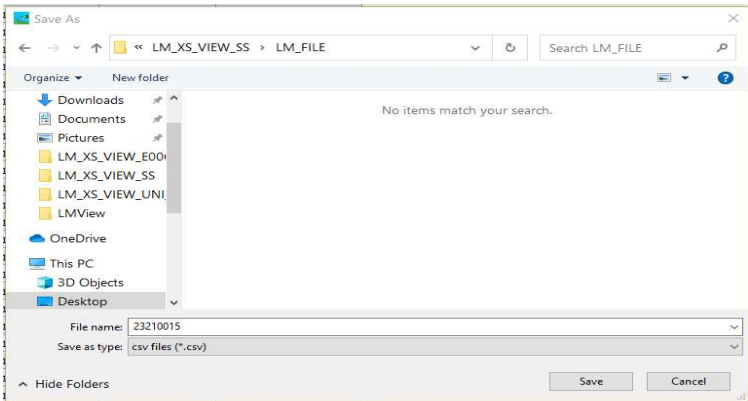 Save As
« LM_XS_VIEW_SS › LM_FILE
Search LM_FILE
Organize
New folder
Downloads
Documents
Pictures
LM_XS_VIEW_E00
LM_XS_VIEW_SS
LM_XS_VIEW_UNI_
LMView
OneDrive
This PC
3D Objects
Desktop
No items match your search.
File name: 23210015
Save as type: csv files (*.csv)
Hide Folders
Save
Cancel